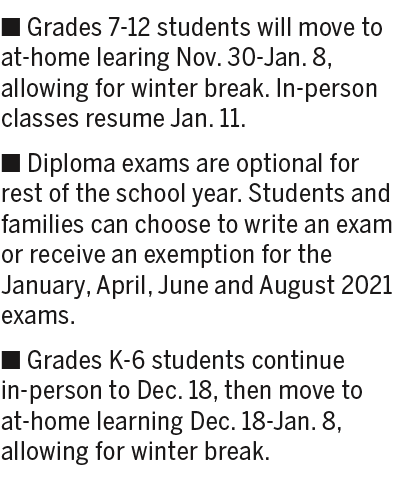 ■ Grades 7-12 students will move to
at-home learing Nov. 30-Jan. 8,
allowing for winter break. In-person
classes resume Jan. 11.
■ Diploma exams are optional for
rest of the school year. Students and
families can choose to write an exam
or receive an exemption for the
January, April, June and August 2021
exams.
■ Grades K-6 students continue
in-person to Dec. 18, then move to
at-home learning Dec. 18-Jan. 8,
allowing for winter break.